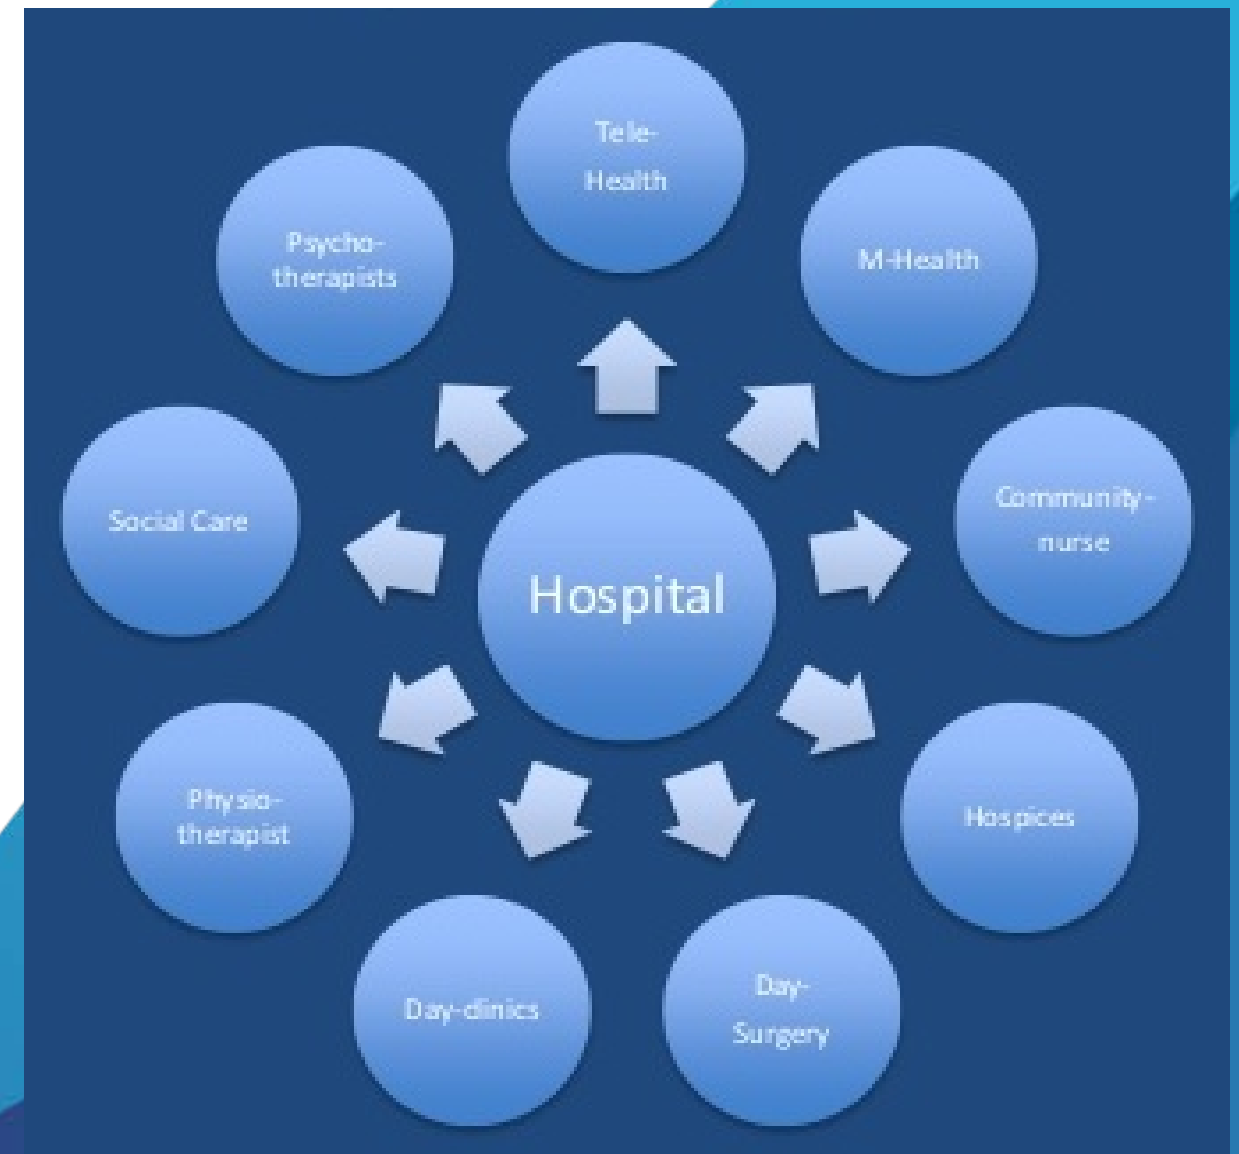 Tele-
Health
M-Health
Community-
nurse
Hospices
Day-
Surgery
Day-clinics
Physio-
therapist
Social Care
Psycho-
therapists
Hospital